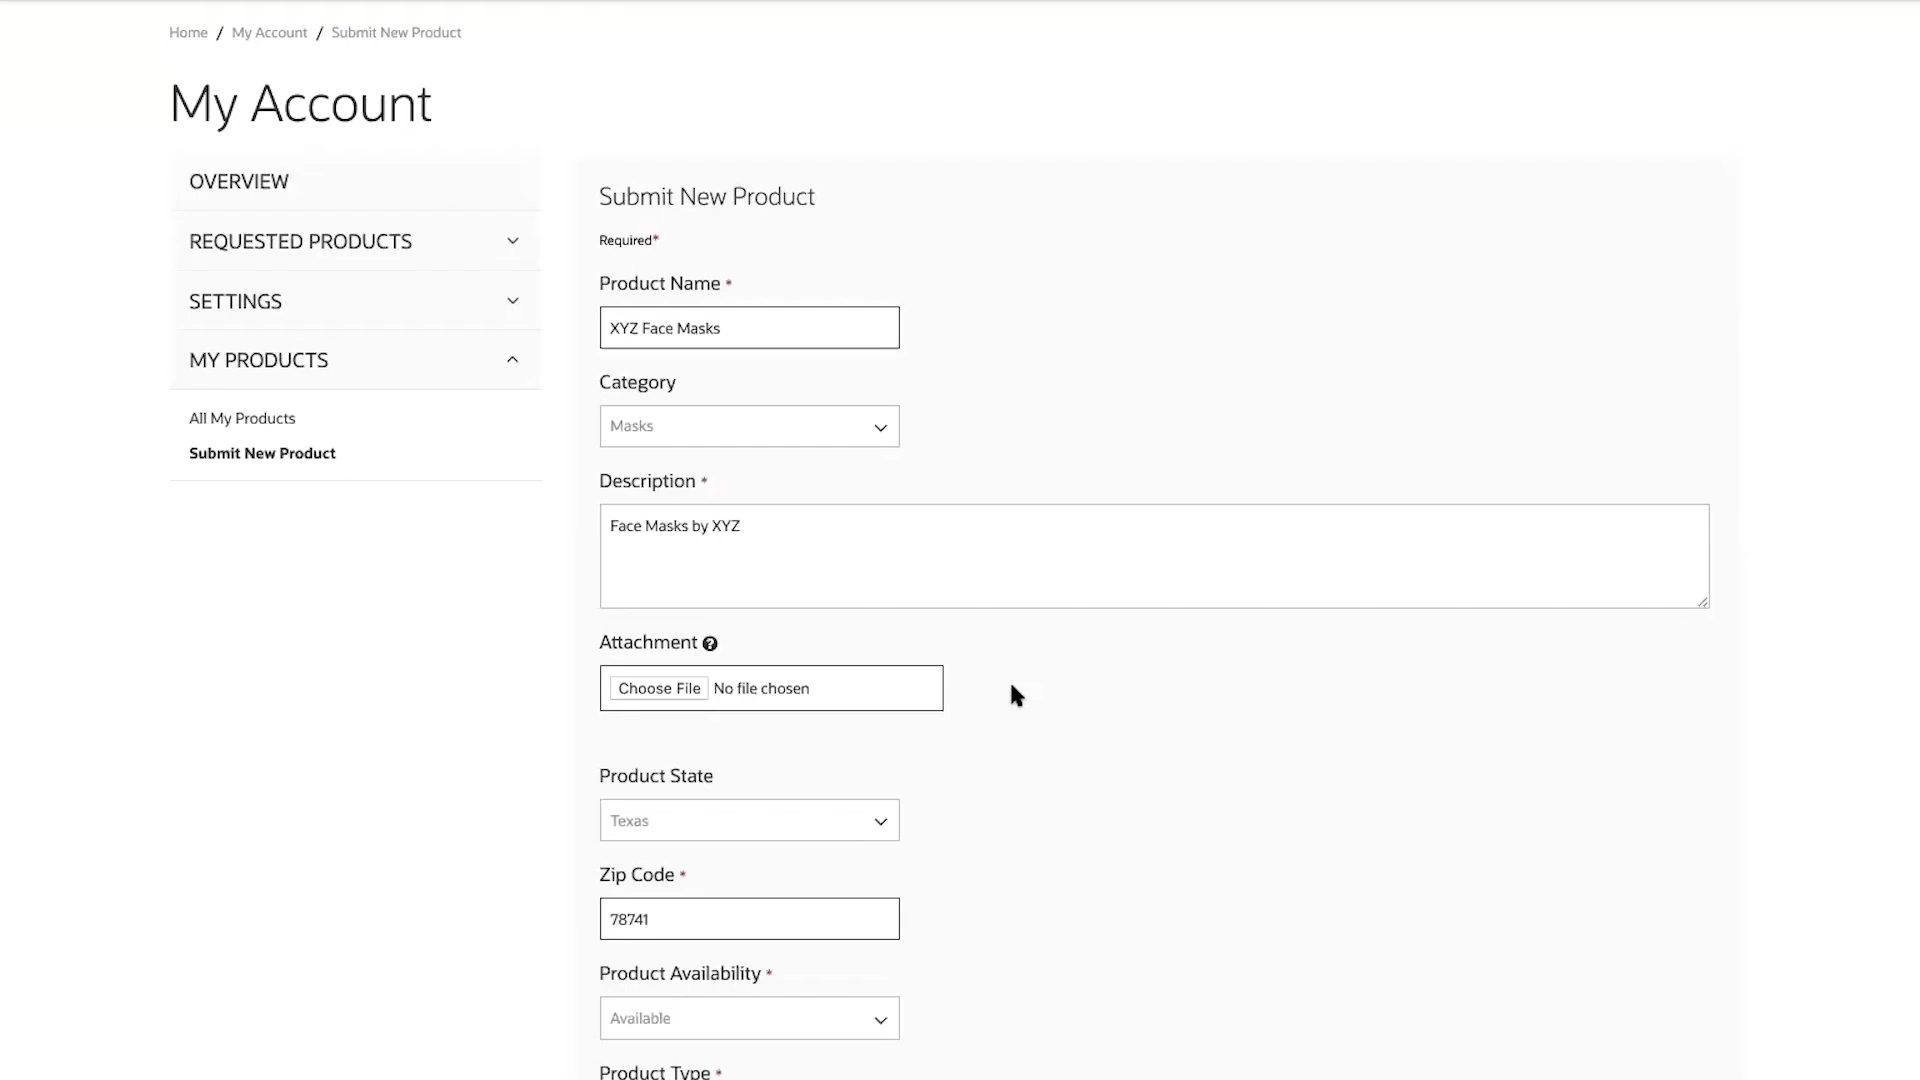 Home / My Account / Submit New Product
My Account
OVERVIEW
REQUESTED PRODUCTS
SETTINGS
MY PRODUCTS
All My Products
Submit New Product
Submit New Product
Required*
Product Name *
XYZ Face Masks
Category
Masks
Description *
Face Masks by XYZ
Attachment ?
Choose File No file chosen
Product State
Texas
Zip Code *
78741
Product Availability *
Available
Product Type *